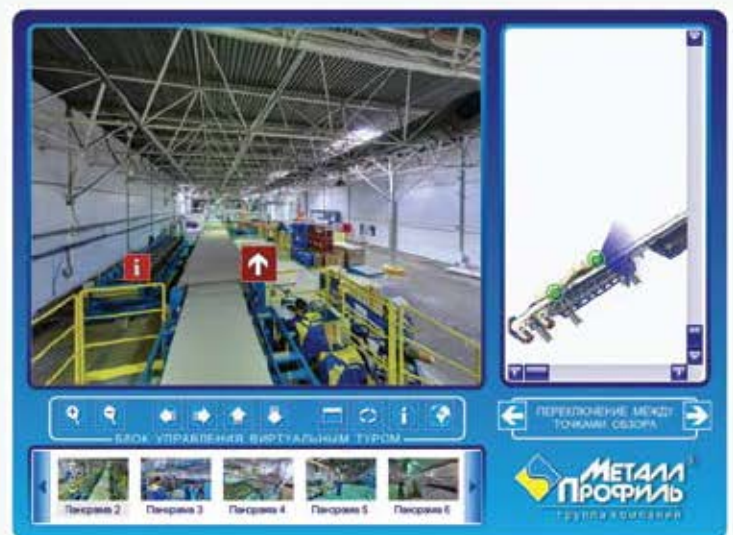 i
БЛОК УПРАВЛЕНИЯ ВИРТУАЛЬНЫМ ТУРОМ
i
ПЕРЕКЛЮЧЕНИЕ МЕЖДУ
ТОЧКАМИ ОБЗОРА
Панорама 2
Панорама 3
Панорама 4
Панорама 5
Панорама 6
МЕТАЛЛ
ПРОФИЛЬ
группа компаний